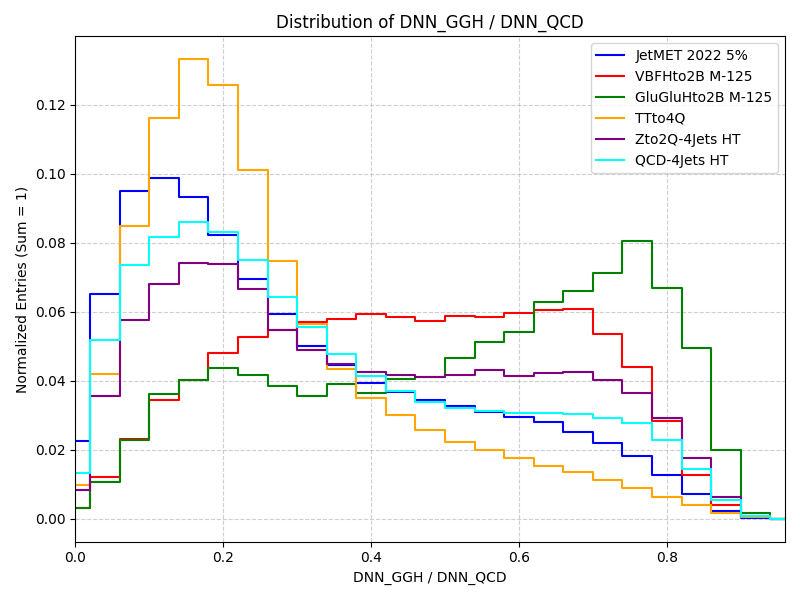 Distribution of DNN_GGH / DNN_QCD
JetMET 2022 5%
VBFHto2B M-125
GluGluHto2B M-125
TTto4Q
Zto2Q-4Jets HT
QCD-4Jets HT
Normalized Entries (Sum = 1)
0.12
0.10
0.08
0.06
0.04
0.02
0.00
0.0 0.2 0.4 0.6 0.8
DNN_GGH / DNN_QCD